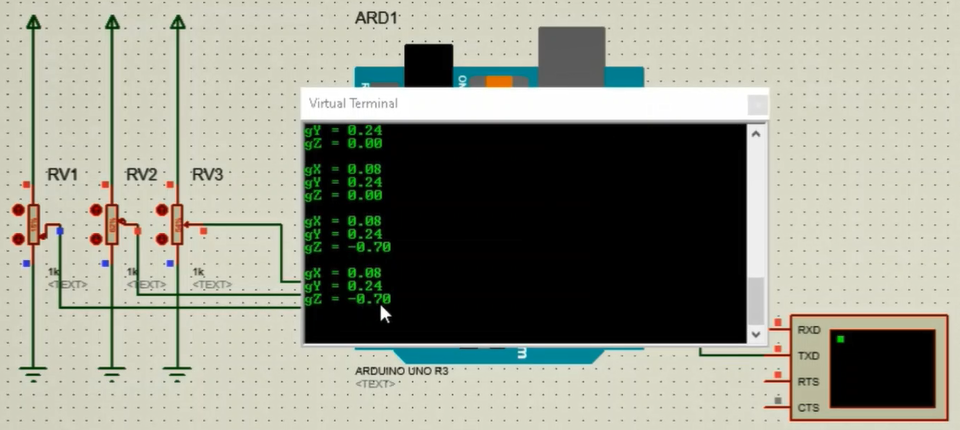 ARD1
ON
Virtual Terminal
gY = 0.24
gZ = 0.00
gX = 0.08
gY = 0.24
gZ = 0.00
gX = 0.08
gY = 0.24
gZ = -0.70
gX = 0.08
gY = 0.24
gZ = -0.70
RV1
RV2
RV3
1k
<TEXT>
1k
<TEXT>
1k
<TEXT>
ARDUINO UNO R3
<TEXT>
RXD
TXD
RTS
CTS